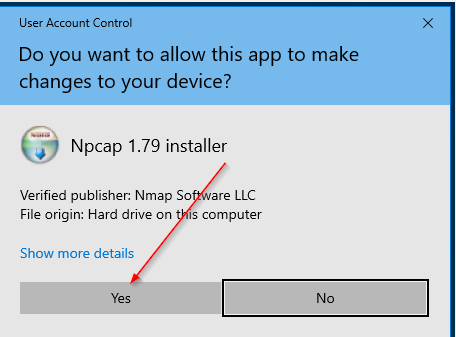 User Account Control
Do you want to allow this app to make
changes to your device?
Npcap 1.79 installer
Verified publisher: Nmap Software LLC
File origin: Hard drive on this computer
Show more details
Yes
No